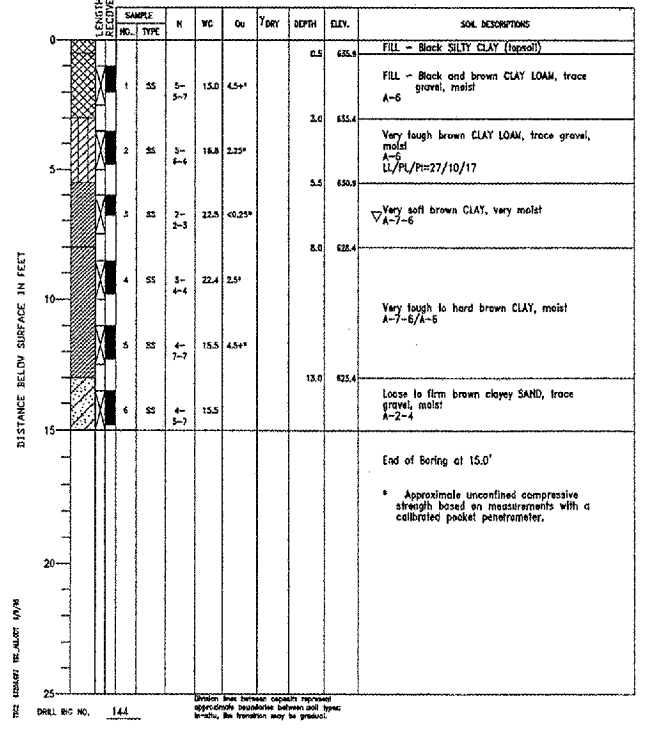 LENGTH
RECOVERY
SAMPLE
NO. TYPE N WC Qu γDRY DEPTH ELEV. SOIL DESCRIPTIONS
0
FILL - Black SILTY CLAY (topsoil)
0.5 635.9
1 SS 5- 15.0 4.5+*
5-7
FILL - Black and brown CLAY LOAM, trace
gravel, moist
A-6
3.0 633.4
2 SS 5- 16.8 2.25*
6-6
Very tough brown CLAY LOAM, trace gravel,
moist
A-6
LL/PL/PI=27/10/17
5
5.5 630.9
3 SS 2- 22.5 <0.25*
2-3
▽ Very soft brown CLAY, very moist
A-7-6
8.0 628.4
4 SS 3- 22.4 2.5*
4-4
10
Very tough to hard brown CLAY, moist
A-7-6/A-6
5 SS 4- 15.5 4.5+*
7-7
13.0 623.4
6 SS 4- 15.5
5-7
Loose to firm brown clayey SAND, trace
gravel, moist
A-2-4
15
End of Boring at 15.0'
* Approximate unconfined compressive
strength based on measurements with a
calibrated pocket penetrometer.
20
25
DISTANCE BELOW SURFACE IN FEET
DRILL RIG NO. 144
Division lines between deposits represent
approximate boundaries between soil types;
in-situ, the transition may be gradual.